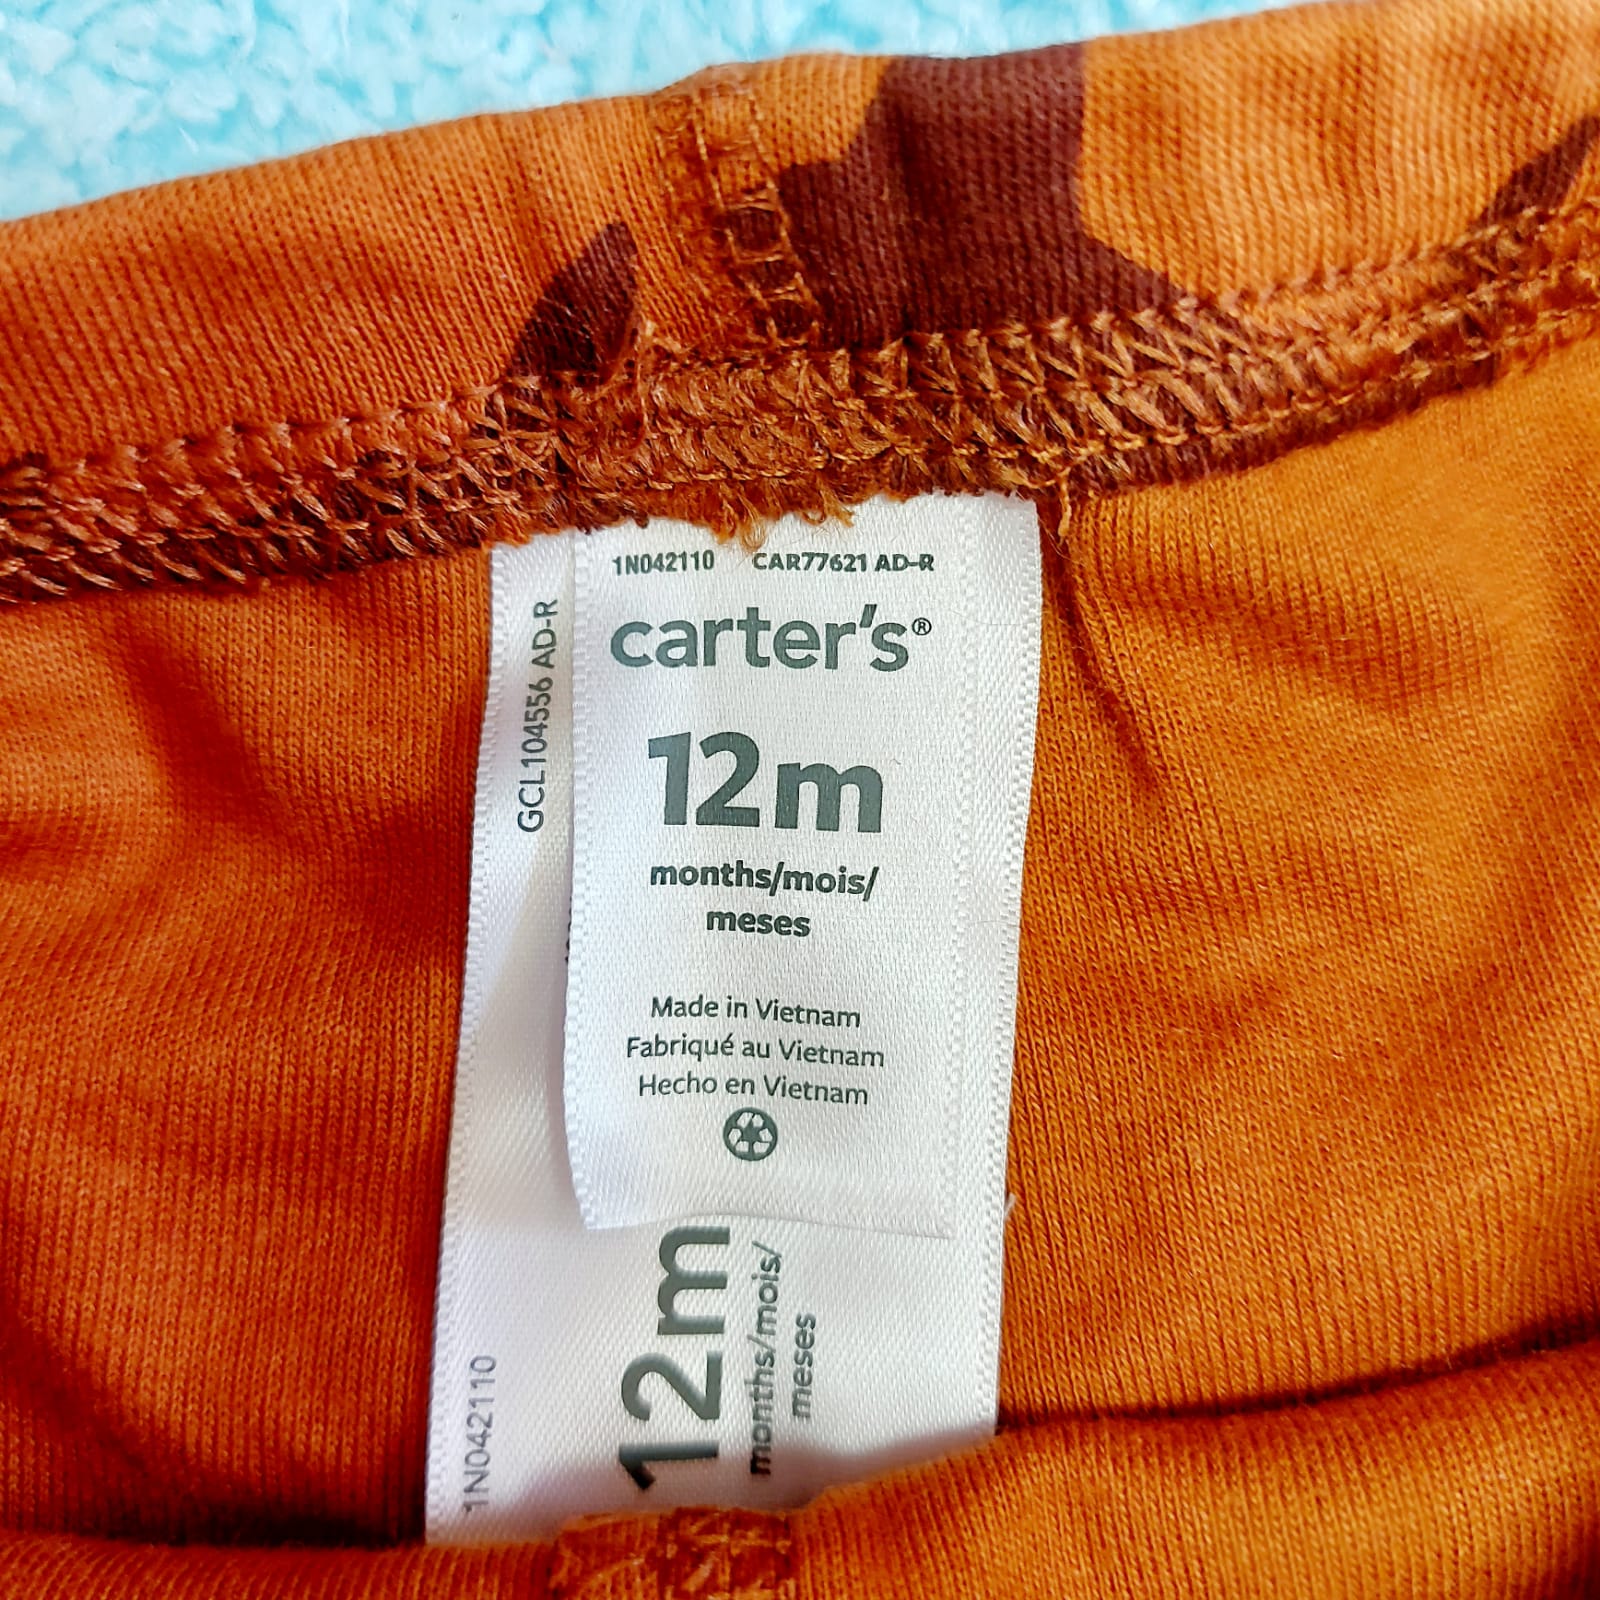 1N042110 CAR77621 AD-R
carter's®
12m
months/mois/
meses
Made in Vietnam
Fabriqué au Vietnam
Hecho en Vietnam
GCL104556 AD-R
1N042110
12m
months/mois/
meses